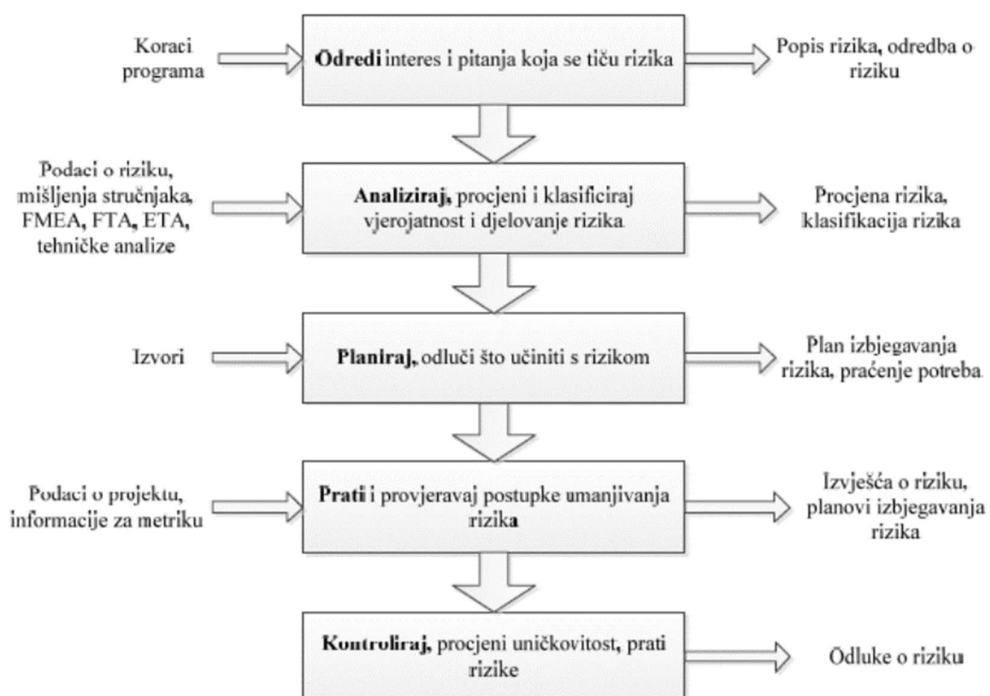 Koraci
programa
Odredi interes i pitanja koja se tiču rizika
Popis rizika, odredba o
riziku
Podaci o riziku,
mišljenja stručnjaka,
FMEA, FTA, ETA,
tehničke analize
Analiziraj, procjeni i klasificiraj
vjerojatnost i djelovanje rizika
Procjena rizika,
klasifikacija rizika
Izvori
Planiraj, odluči što učiniti s rizikom
Plan izbjegavanja
rizika, praćenje potreba
Podaci o projektu,
informacije za metriku
Prati i provjeravaj postupke umanjivanja
rizika
Izvješća o riziku,
planovi izbjegavanja
rizika
Kontroliraj, procjeni uničkovitost, prati
rizike
Odluke o riziku